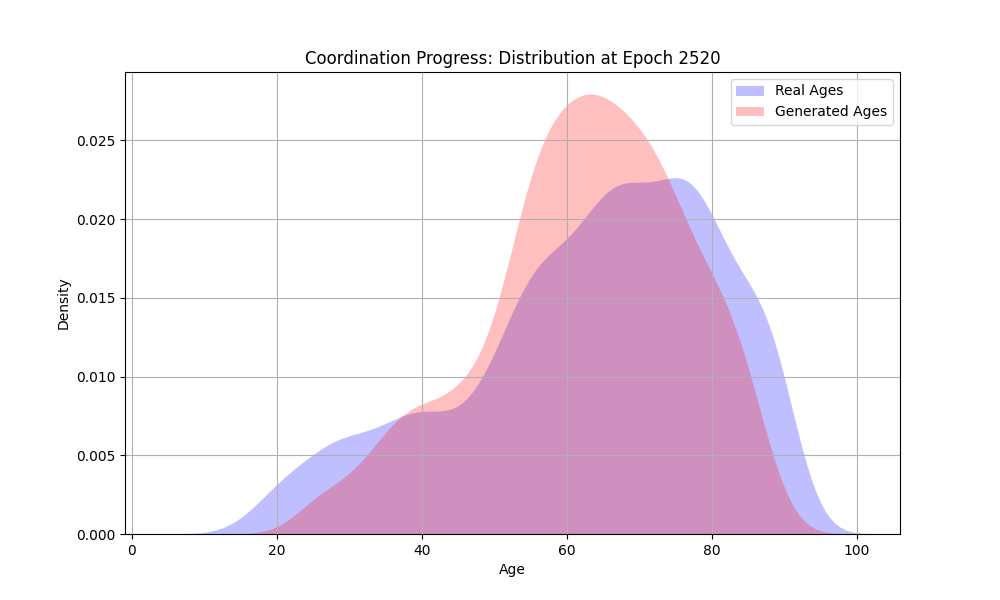 Coordination Progress: Distribution at Epoch 2520
Real Ages
Generated Ages
Density
0.025
0.020
0.015
0.010
0.005
0.000
0
20
40
60
80
100
Age